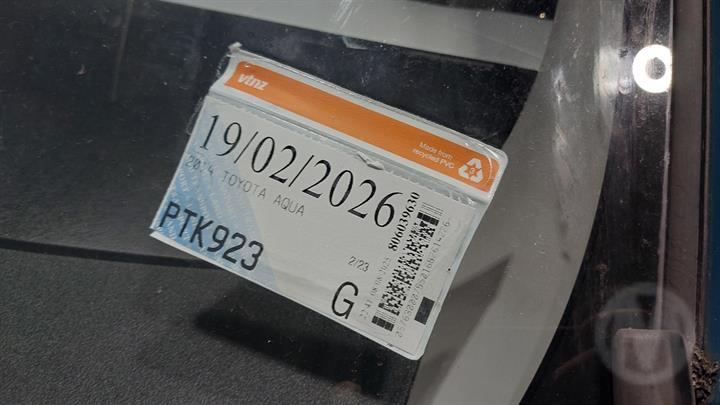 vtnz
Made from
recycled PVC
19/02/2026
2014 TOYOTA AQUA
PTK923
2/23
G
806039630